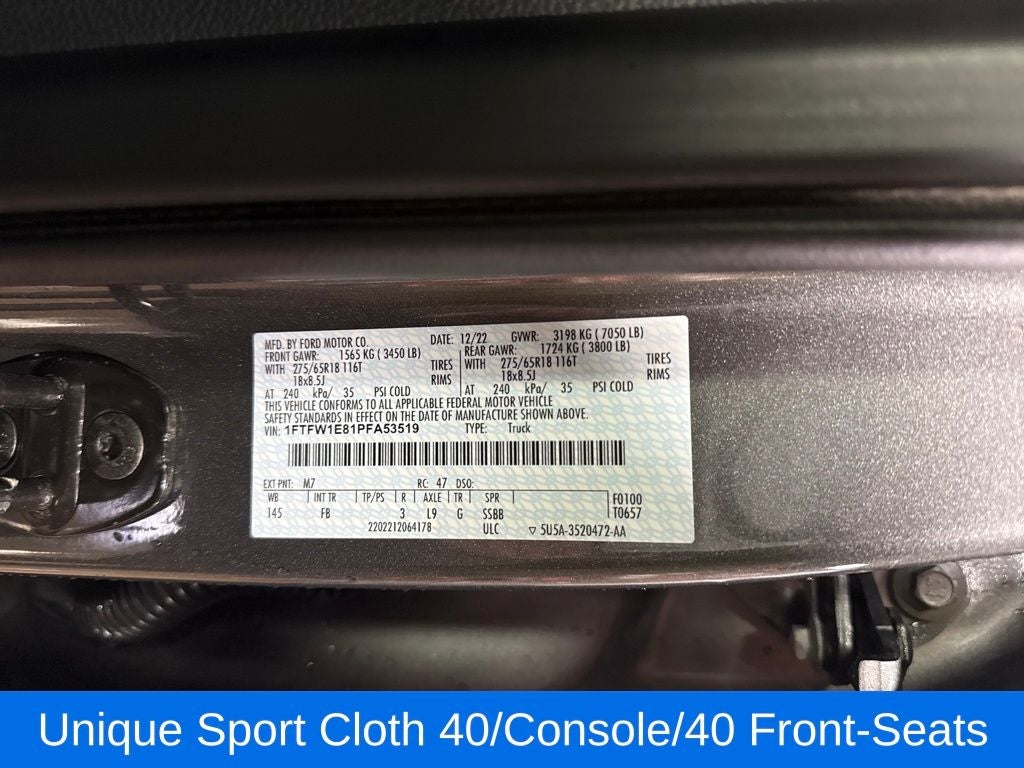 MFD. BY FORD MOTOR CO. DATE: 12/22 GVWR: 3198 KG ( 7050 LB)
FRONT GAWR: 1565 KG ( 3450 LB) REAR GAWR: 1724 KG ( 3800 LB)
WITH 275/65R18 116T TIRES WITH 275/65R18 116T TIRES
18x8.5J RIMS 18x8.5J RIMS
AT 240 kPa/ 35 PSI COLD AT 240 kPa/ 35 PSI COLD
THIS VEHICLE CONFORMS TO ALL APPLICABLE FEDERAL MOTOR VEHICLE
SAFETY STANDARDS IN EFFECT ON THE DATE OF MANUFACTURE SHOWN ABOVE.
VIN: 1FTFW1E81PFA53519 TYPE: Truck
EXT PNT: M7 RC: 47 DSO:
WB INT TR TP/PS R AXLE TR SPR F0100
145 FB 3 L9 G SSBB T0657
2202212064178 ULC ▽ 5U5A-3520472-AA
Unique Sport Cloth 40/Console/40 Front-Seats